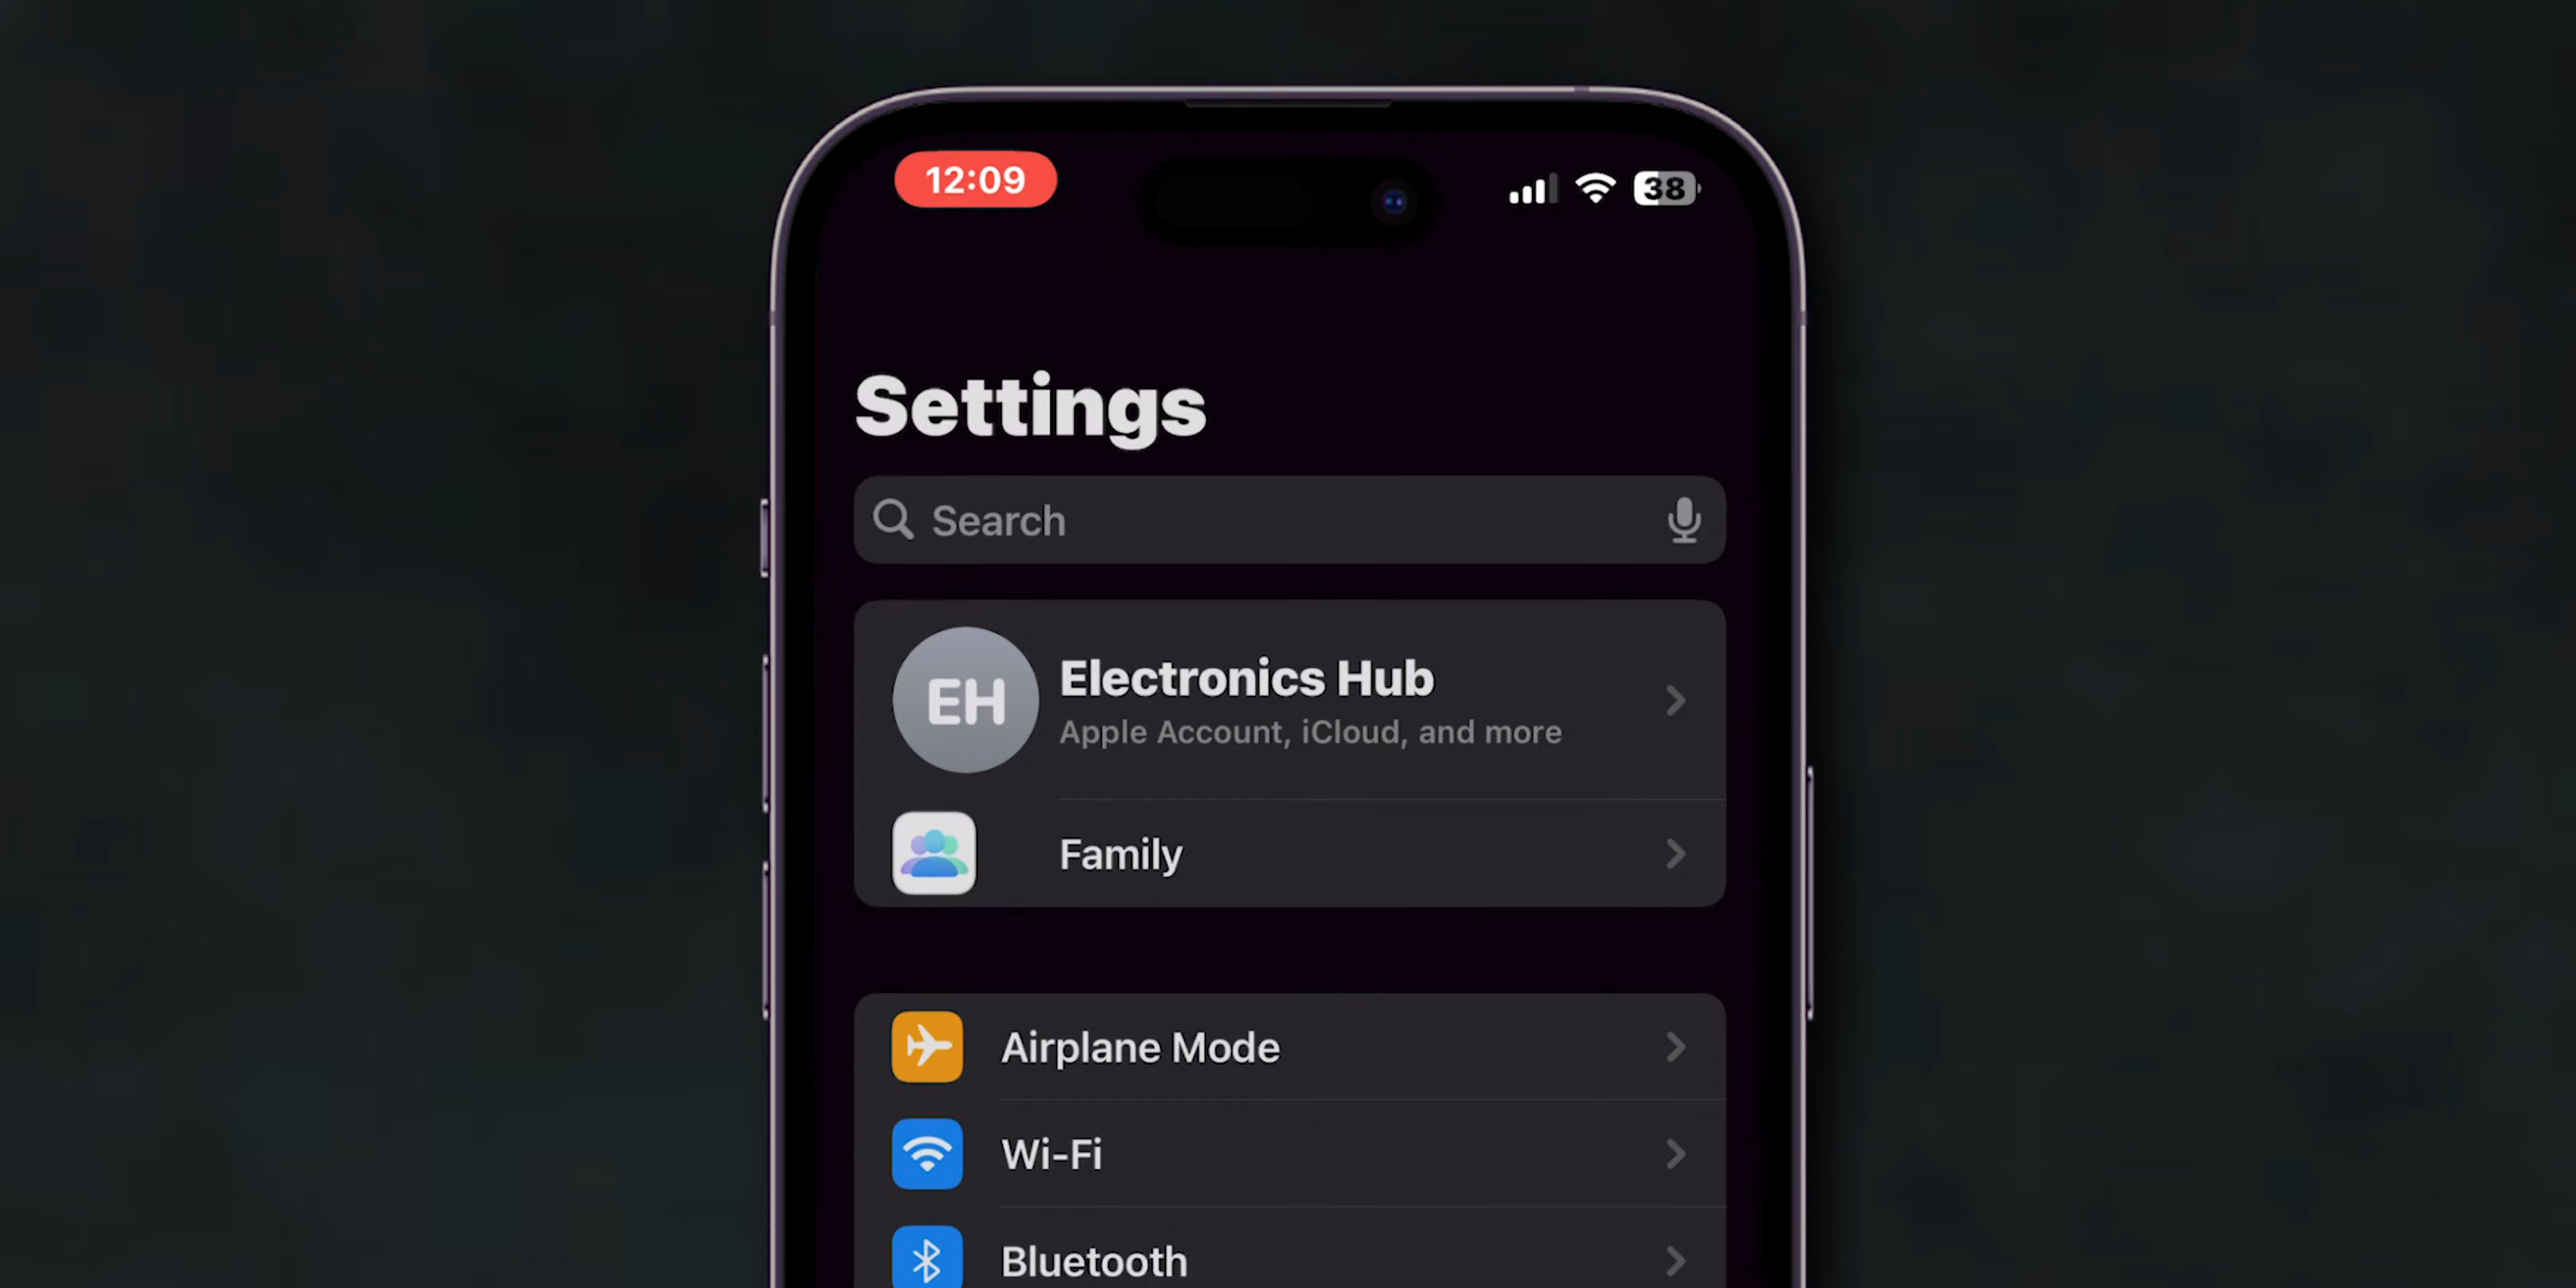 12:09
38
Settings
Search
EH
Electronics Hub
Apple Account, iCloud, and more
Family
Airplane Mode
Wi-Fi
Bluetooth